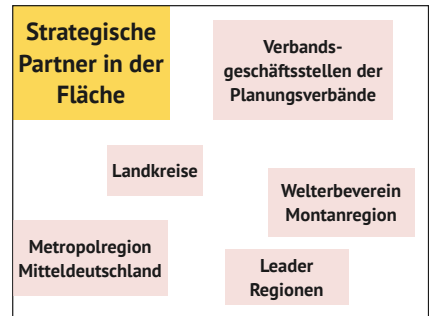 Strategische
Partner in der
Fläche
Verbands-
geschäftsstellen der
Planungsverbände
Landkreise
Welterbeverein
Montanregion
Metropolregion
Mitteldeutschland
Leader
Regionen